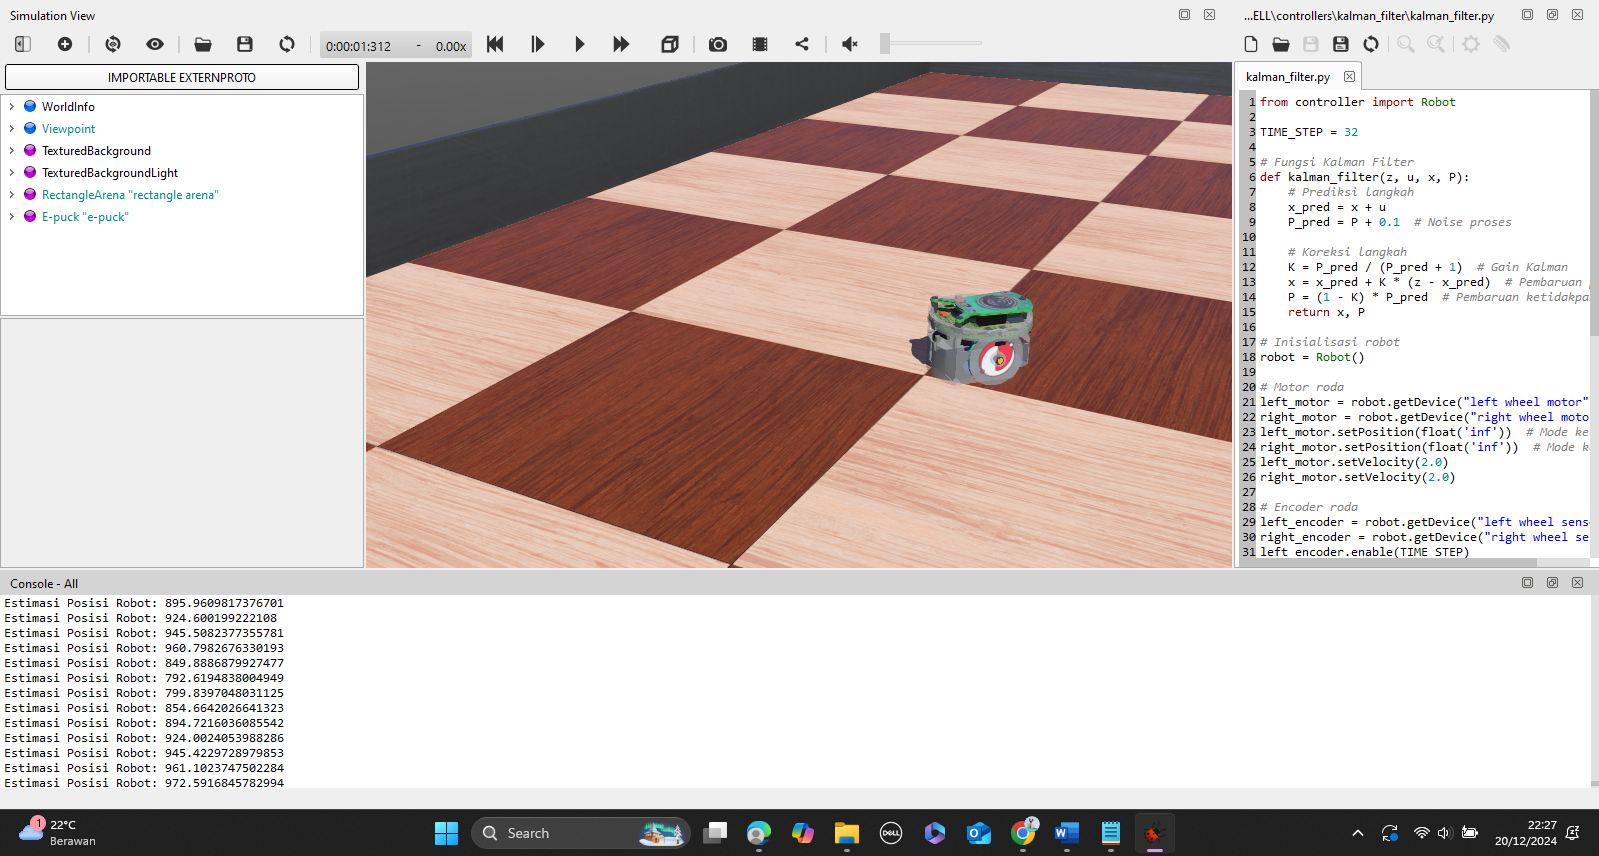 Simulation View
...ELL\controllers\kalman_filter\kalman_filter.py
0:00:01:312 - 0.00x
IMPORTABLE EXTERNPROTO
WorldInfo
Viewpoint
TexturedBackground
TexturedBackgroundLight
RectangleArena "rectangle arena"
E-puck "e-puck"
kalman_filter.py
1 from controller import Robot
2
3 TIME_STEP = 32
4
5 # Fungsi Kalman Filter
6 def kalman_filter(z, u, x, P):
7 # Prediksi langkah
8 x_pred = x + u
9 P_pred = P + 0.1 # Noise proses
10
11 # Koreksi langkah
12 K = P_pred / (P_pred + 1) # Gain Kalman
13 x = x_pred + K * (z - x_pred) # Pembaruan
14 P = (1 - K) * P_pred # Pembaruan ketidakpa
15 return x, P
16
17 # Inisialisasi robot
18 robot = Robot()
19
20 # Motor roda
21 left_motor = robot.getDevice("left wheel motor"
22 right_motor = robot.getDevice("right wheel moto
23 left_motor.setPosition(float('inf')) # Mode ke
24 right_motor.setPosition(float('inf')) # Mode k
25 left_motor.setVelocity(2.0)
26 right_motor.setVelocity(2.0)
27
28 # Encoder roda
29 left_encoder = robot.getDevice("left wheel sens
30 right_encoder = robot.getDevice("right wheel se
31 left_encoder.enable(TIME_STEP)
Console - All
Estimasi Posisi Robot: 895.9609817376701
Estimasi Posisi Robot: 924.600199222108
Estimasi Posisi Robot: 945.5082377355781
Estimasi Posisi Robot: 960.7982676330193
Estimasi Posisi Robot: 849.8886879927477
Estimasi Posisi Robot: 792.6194838004949
Estimasi Posisi Robot: 799.8397048031125
Estimasi Posisi Robot: 854.6642026641323
Estimasi Posisi Robot: 894.7216036085542
Estimasi Posisi Robot: 924.0024053988286
Estimasi Posisi Robot: 945.4229728979853
Estimasi Posisi Robot: 961.1023747502284
Estimasi Posisi Robot: 972.5916845782994
1
22°C
Berawan
Search
DELL
22:27
20/12/2024